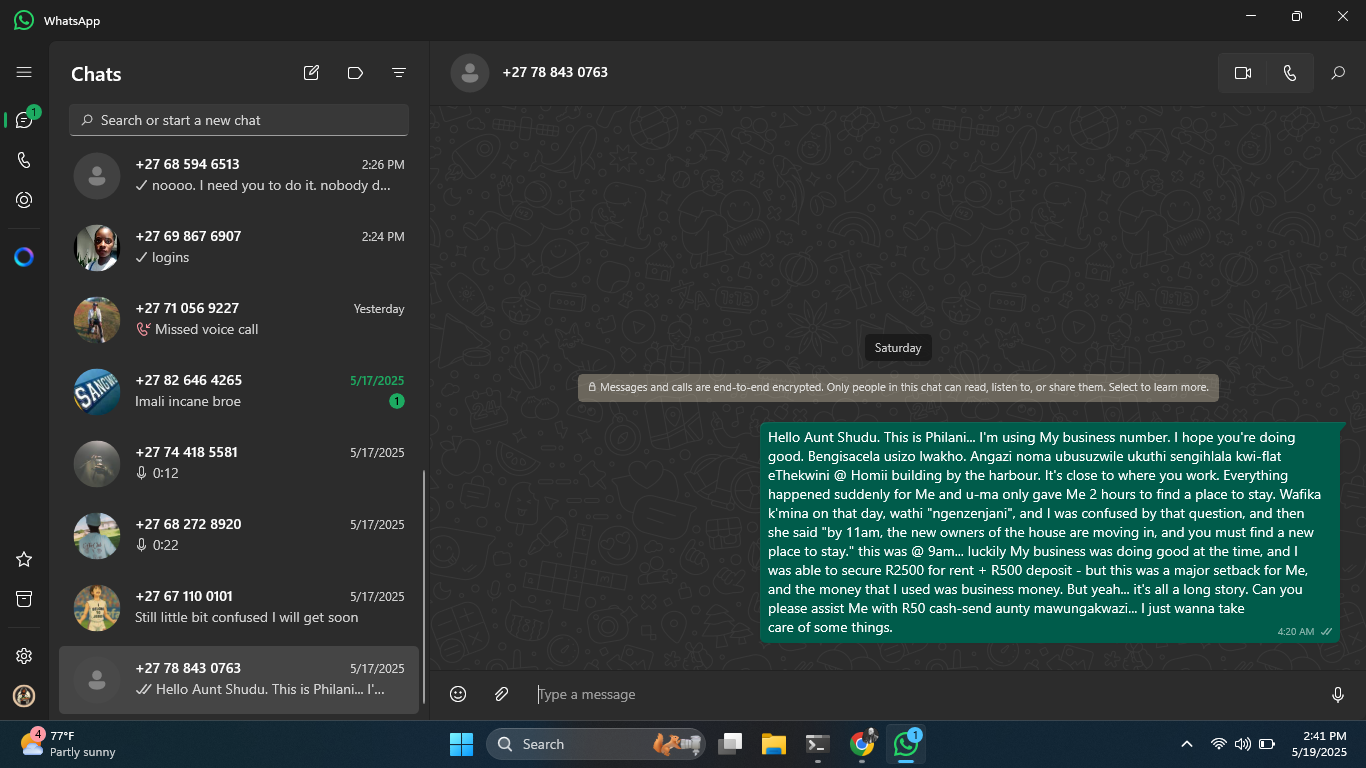 WhatsApp
Chats
Search or start a new chat
1
+27 68 594 6513 2:26 PM
noooo. I need you to do it. nobody d...
+27 69 867 6907 2:24 PM
logins
+27 71 056 9227 Yesterday
Missed voice call
SANGWE
+27 82 646 4265 5/17/2025
Imali incane broe 1
+27 74 418 5581 5/17/2025
0:12
+27 68 272 8920 5/17/2025
0:22
+27 67 110 0101 5/17/2025
Still little bit confused I will get soon
+27 78 843 0763 5/17/2025
Hello Aunt Shudu. This is Philani... I'...
+27 78 843 0763
Saturday
Messages and calls are end-to-end encrypted. Only people in this chat can read, listen to, or share them. Select to learn more.
Hello Aunt Shudu. This is Philani... I'm using My business number. I hope you're doing
good. Bengisacela usizo lwakho. Angazi noma ubusuzwile ukuthi sengihlala kwi-flat
eThekwini @ Homii building by the harbour. It's close to where you work. Everything
happened suddenly for Me and u-ma only gave Me 2 hours to find a place to stay. Wafika
k'mina on that day, wathi "ngenzenjani", and I was confused by that question, and then
she said "by 11am, the new owners of the house are moving in, and you must find a new
place to stay." this was @ 9am... luckily My business was doing good at the time, and I
was able to secure R2500 for rent + R500 deposit - but this was a major setback for Me,
and the money that I used was business money. But yeah... it's all a long story. Can you
please assist Me with R50 cash-send aunty mawungakwazi... I just wanna take
care of some things.
4:20 AM
Type a message
4
77°F
Partly sunny
Search
1
2:41 PM
5/19/2025